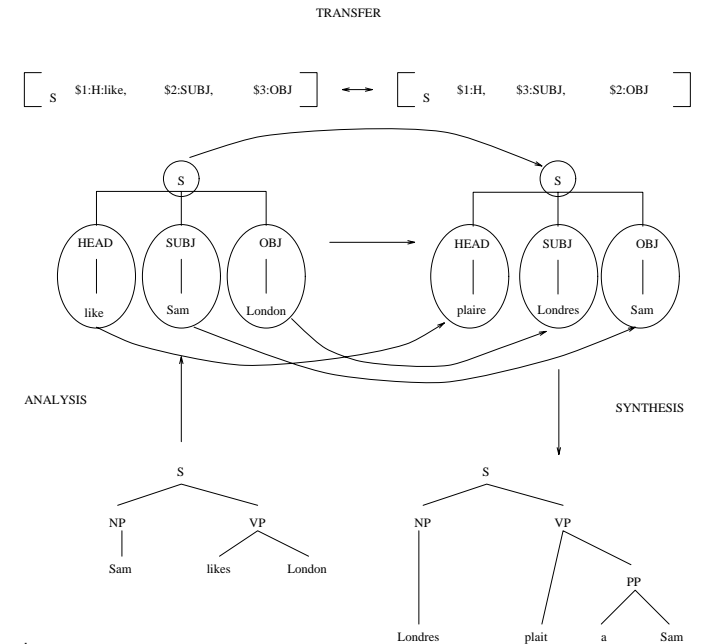 TRANSFER
S $1:H:like, $2:SUBJ, $3:OBJ S $1:H, $3:SUBJ, $2:OBJ
S S
HEAD SUBJ OBJ HEAD SUBJ OBJ
like Sam London plaire Londres Sam
ANALYSIS
SYNTHESIS
S S
NP VP NP VP
Sam likes London
PP
Londres plait a Sam